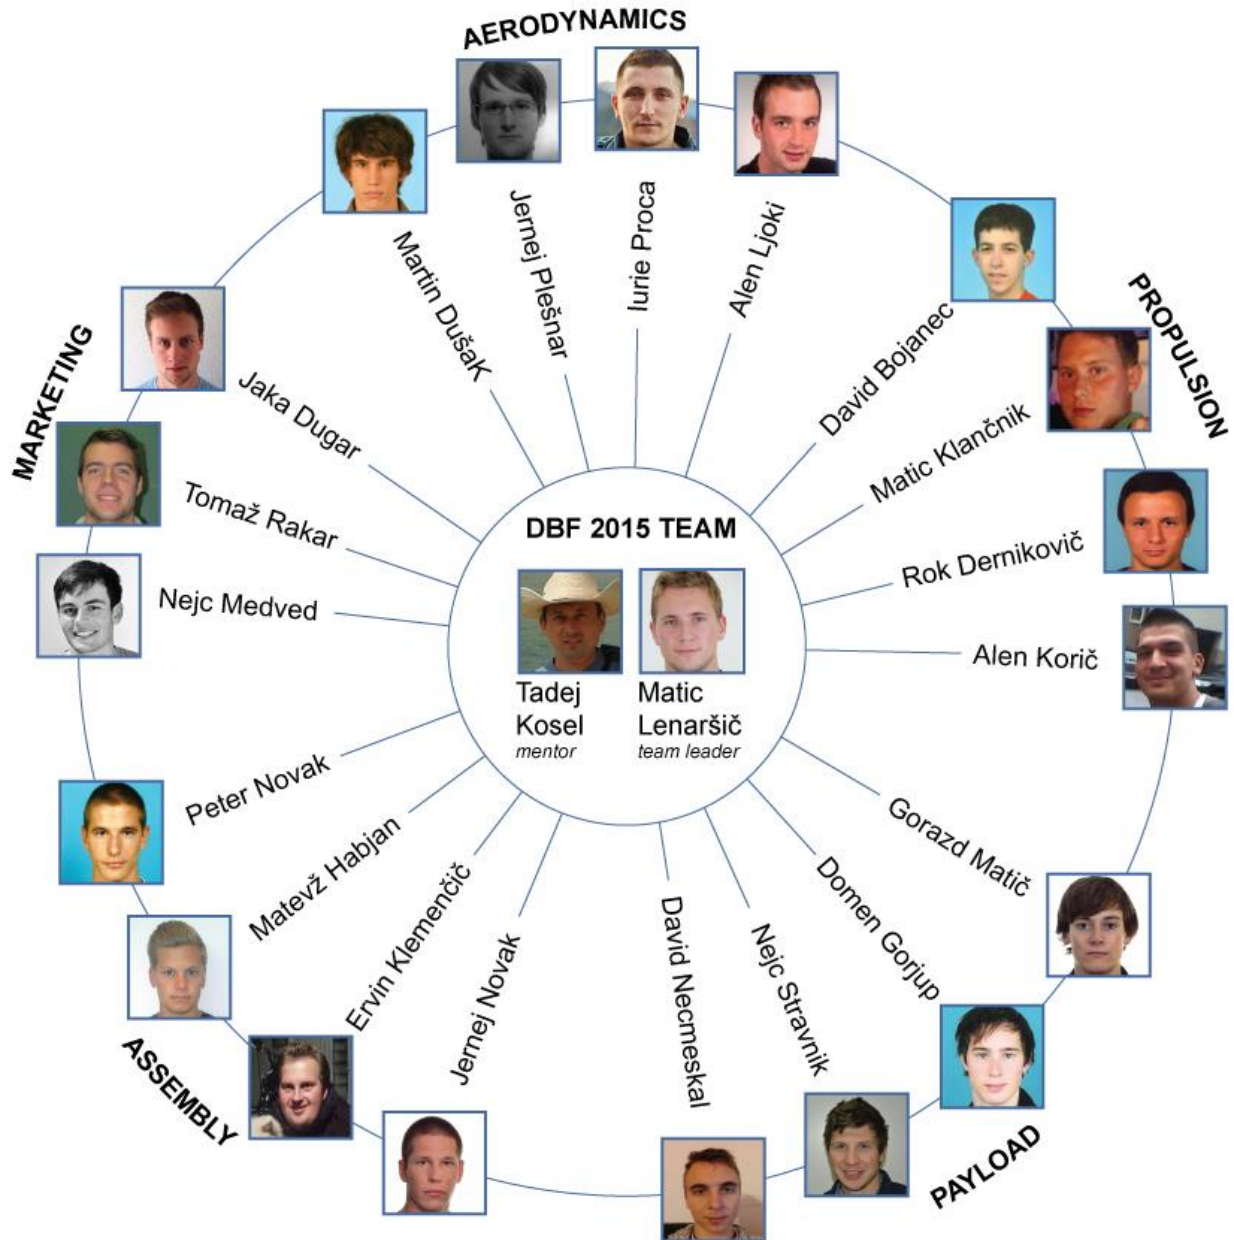 AERODYNAMICS
Martin DušaK
Jernej Plešnar
Iurie Proca
Alen Ljoki
PROPULSION
David Bojanec
Matic Klančnik
Rok Dernikovič
Alen Korič
MARKETING
Jaka Dugar
Tomaž Rakar
Nejc Medved
DBF 2015 TEAM
Tadej
Kosel
mentor
Matic
Lenaršič
team leader
ASSEMBLY
Peter Novak
Matevž Habjan
Ervin Klemenčič
Jernej Novak
PAYLOAD
David Necmeskal
Nejc Stravnik
Domen Gorjup
Gorazd Matič